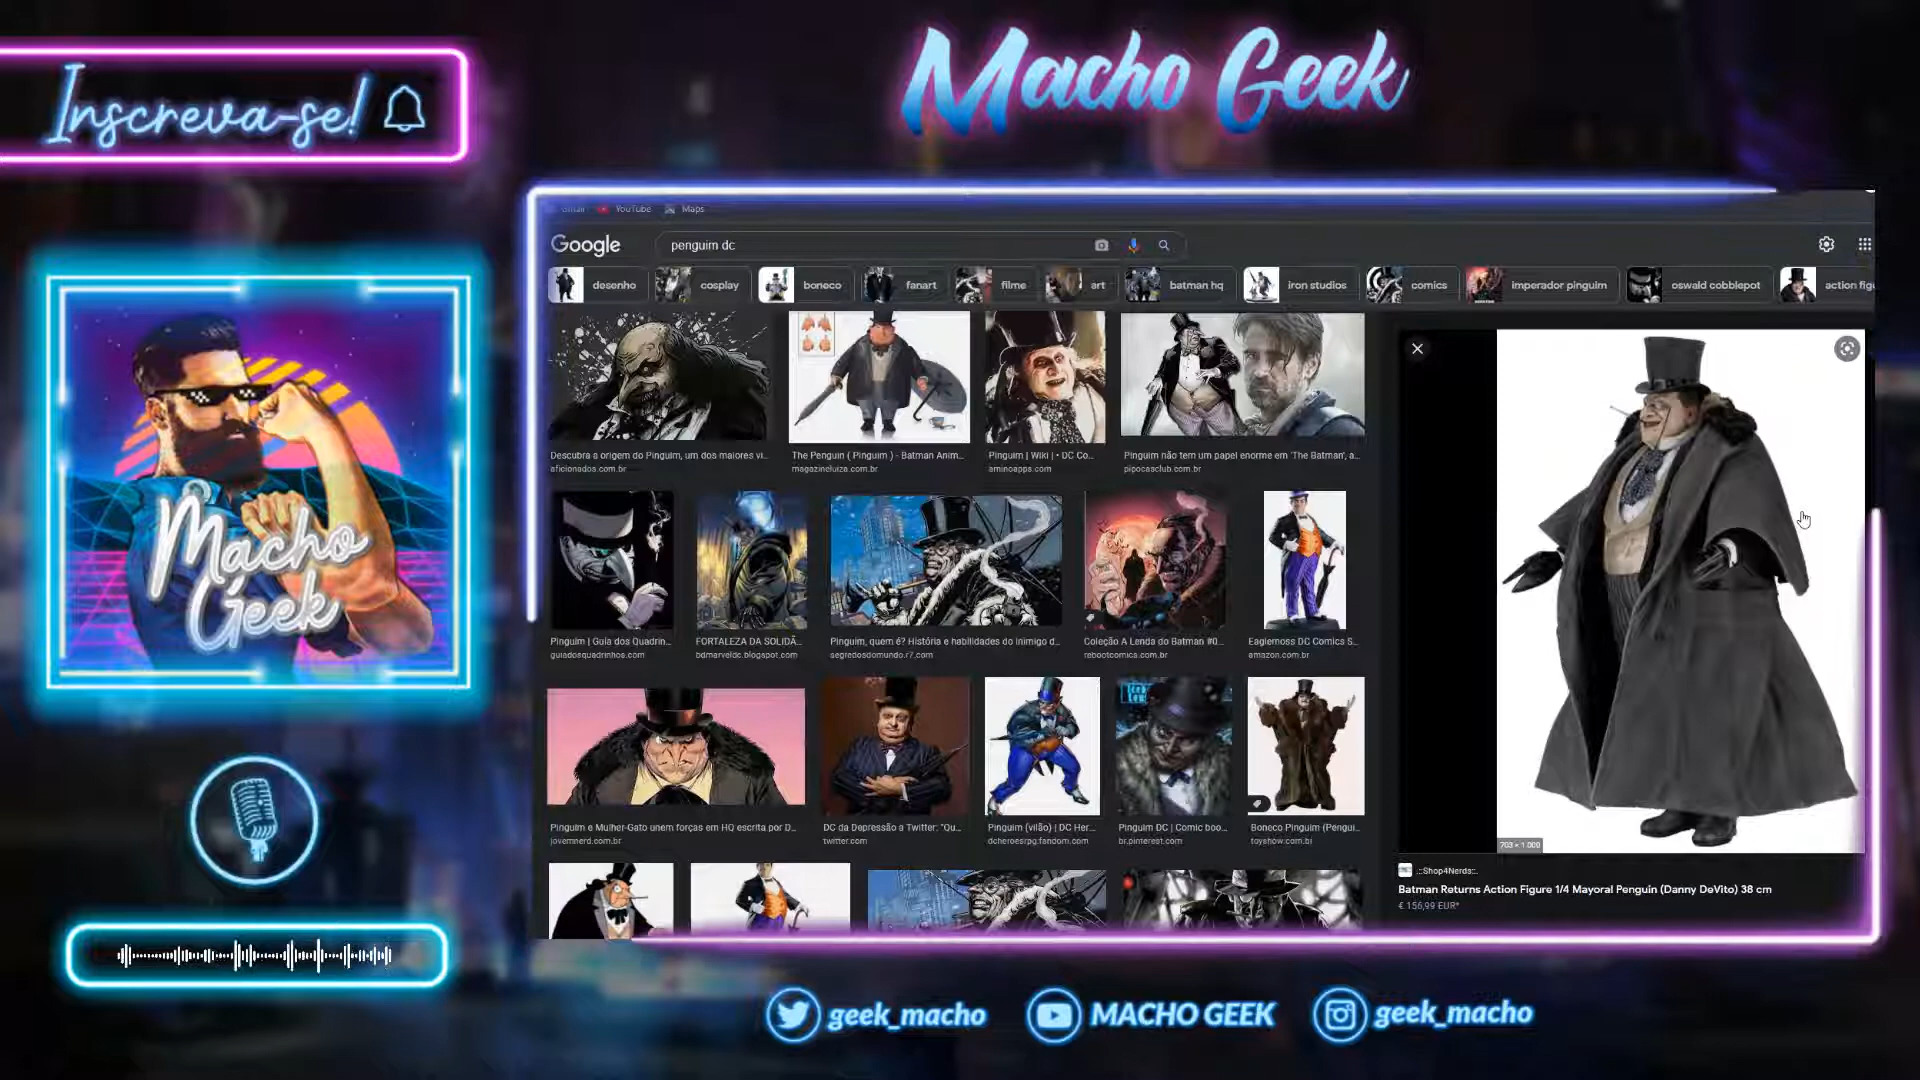 Inscreva-se!
Macho Geek
Macho
Geek
Gmail
YouTube
Maps
Google
penguim dc
desenho
cosplay
boneco
fanart
filme
art
batman hq
iron studios
comics
imperador pinguim
oswald cobblepot
action figu
Descubra a origem do Pinguim, um dos maiores vi...
aficionados.com.br
The Penguin ( Pinguim ) - Batman Anim...
magazineluiza.com.br
Pinguim | Wiki | • DC Co...
aminoapps.com
Pinguim não tem um papel enorme em 'The Batman', a...
pipocasclub.com.br
Pinguim | Guia dos Quadrin...
guiadosquadrinhos.com
FORTALEZA DA SOLIDÃ...
bdmarveldc.blogspot.com
Pinguim, quem é? História e habilidades do inimigo d...
segredosdomundo.r7.com
Coleção A Lenda do Batman #0...
rebootcomics.com.br
Eaglemoss DC Comics S...
amazon.com.br
Pinguim e Mulher-Gato unem forças em HQ escrita por D...
jovemnerd.com.br
DC da Depressão a Twitter: "Qu...
twitter.com
Pinguim (vilão) | DC Her...
dcheroesrpg.fandom.com
Pinguim DC | Comic boo...
br.pinterest.com
Boneco Pinguim (Pengui...
toyshow.com.br
703 × 1.000
.::Shop4Nerds::.
Batman Returns Action Figure 1/4 Mayoral Penguin (Danny DeVito) 38 cm
€ 156,99 EUR*
geek_macho
MACHO GEEK
geek_macho